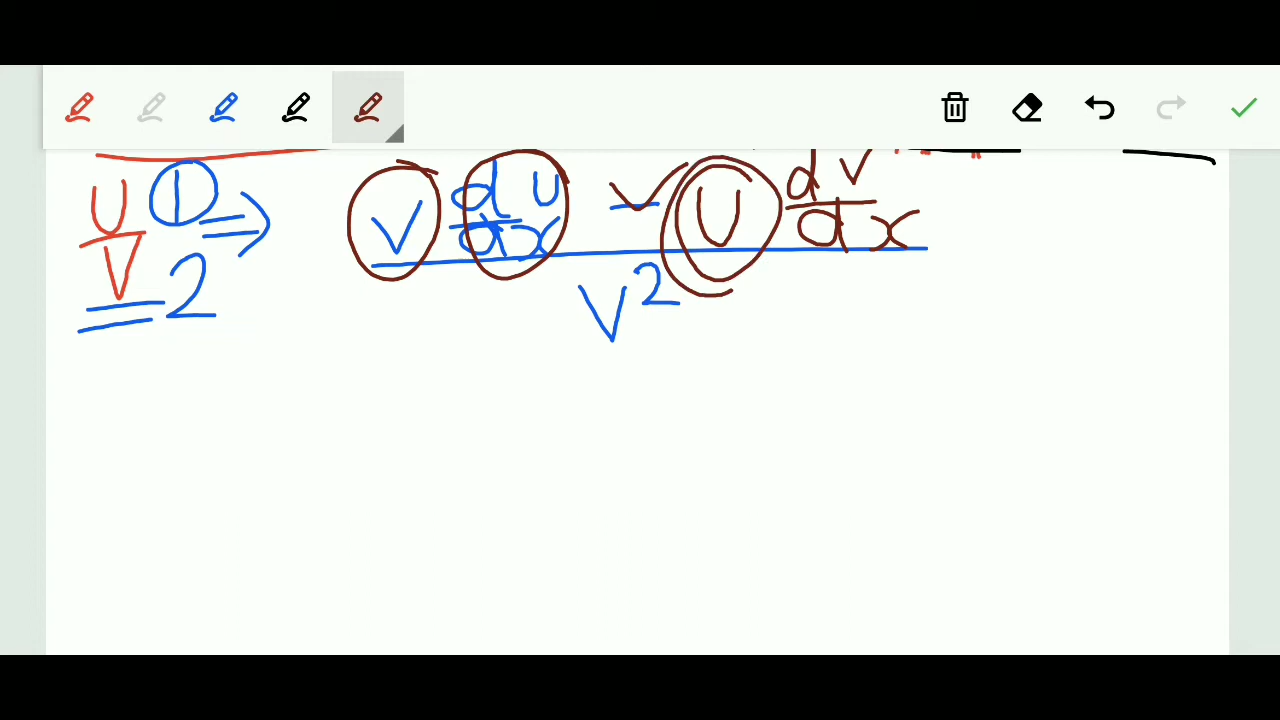 U/V ① ⇒ (V du/dx - U dv/dx) / V²
2